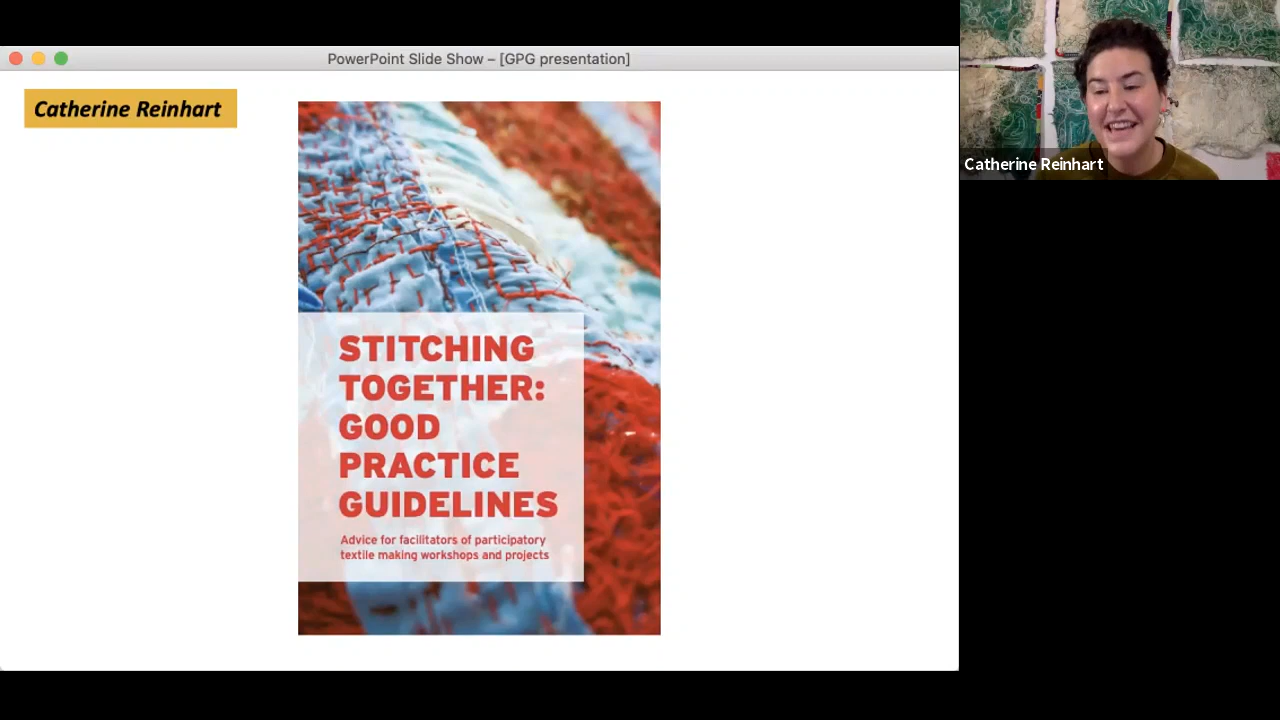 PowerPoint Slide Show – [GPG presentation]
Catherine Reinhart
Catherine Reinhart
STITCHING
TOGETHER:
GOOD
PRACTICE
GUIDELINES
Advice for facilitators of participatory
textile making workshops and projects